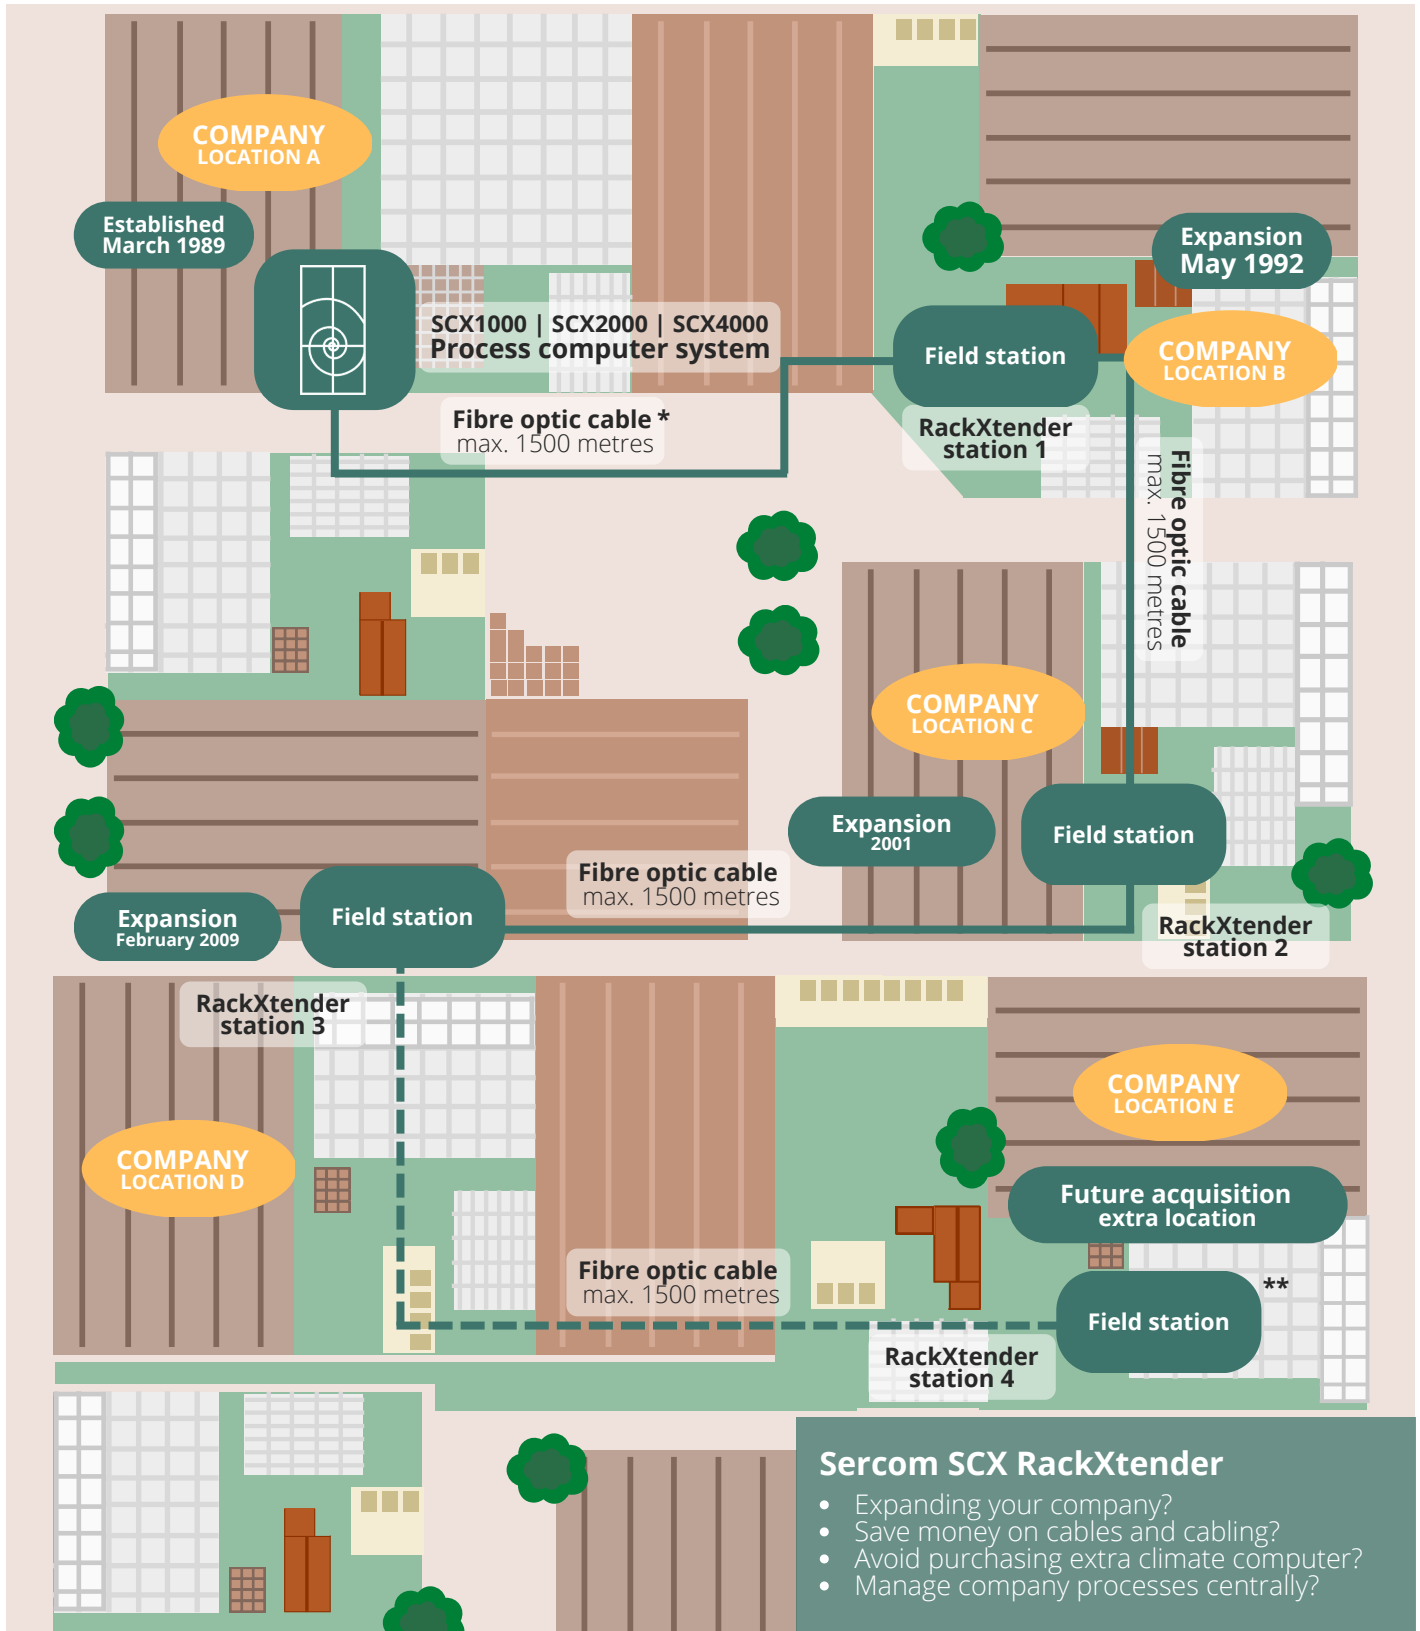 COMPANY
LOCATION A
Established
March 1989
SCX1000 | SCX2000 | SCX4000
Process computer system
Fibre optic cable *
max. 1500 metres
Expansion
May 1992
Field station
COMPANY
LOCATION B
RackXtender
station 1
Fibre optic cable
max. 1500 metres
COMPANY
LOCATION C
Expansion
2001
Field station
RackXtender
station 2
Fibre optic cable
max. 1500 metres
Expansion
February 2009
Field station
RackXtender
station 3
COMPANY
LOCATION D
COMPANY
LOCATION E
Future acquisition
extra location
Fibre optic cable
max. 1500 metres
**
Field station
RackXtender
station 4
Sercom SCX RackXtender
• Expanding your company?
• Save money on cables and cabling?
• Avoid purchasing extra climate computer?
• Manage company processes centrally?